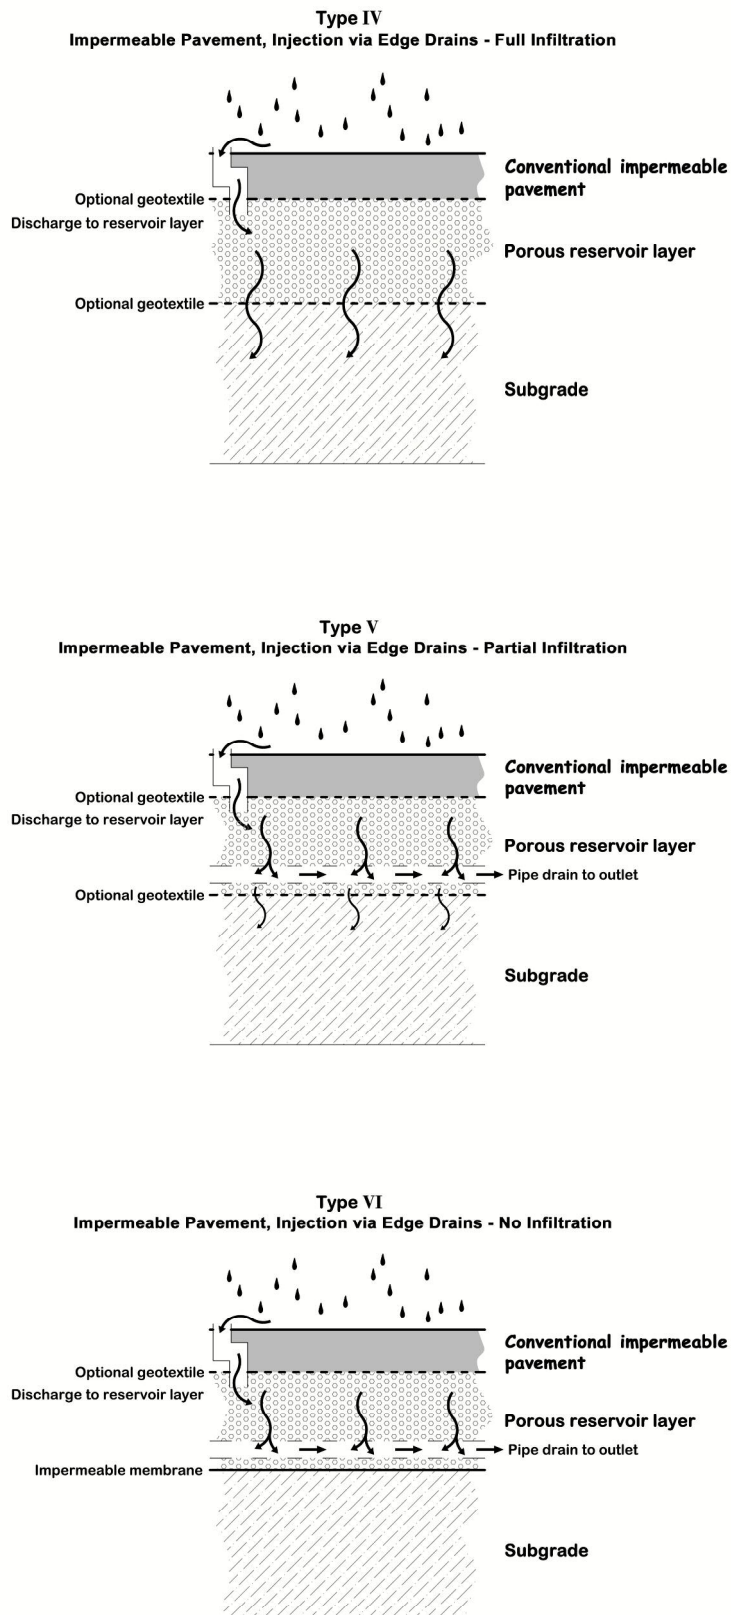 Type IV
Impermeable Pavement, Injection via Edge Drains - Full Infiltration
Conventional impermeable
pavement
Optional geotextile
Discharge to reservoir layer
Porous reservoir layer
Optional geotextile
Subgrade
Type V
Impermeable Pavement, Injection via Edge Drains - Partial Infiltration
Conventional impermeable
pavement
Optional geotextile
Discharge to reservoir layer
Porous reservoir layer
Pipe drain to outlet
Optional geotextile
Subgrade
Type VI
Impermeable Pavement, Injection via Edge Drains - No Infiltration
Conventional impermeable
pavement
Optional geotextile
Discharge to reservoir layer
Porous reservoir layer
Pipe drain to outlet
Impermeable membrane
Subgrade